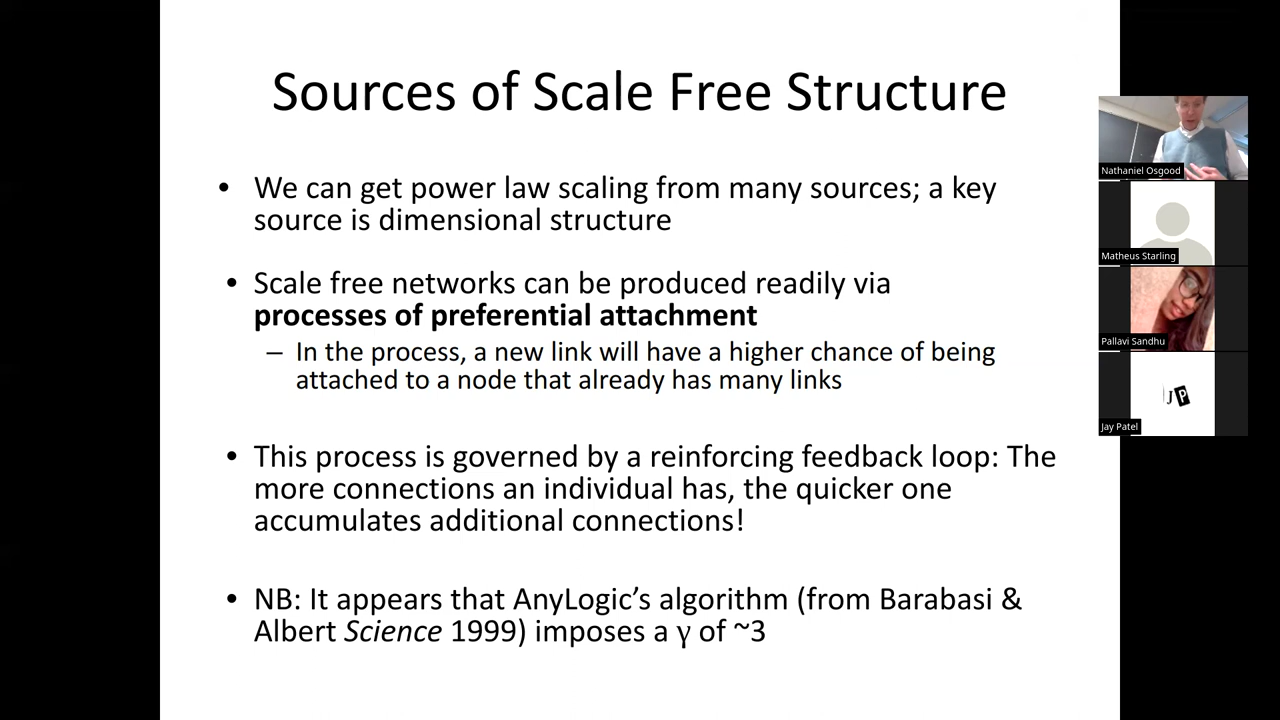 Sources of Scale Free Structure
• We can get power law scaling from many sources; a key
source is dimensional structure
• Scale free networks can be produced readily via
processes of preferential attachment
– In the process, a new link will have a higher chance of being
attached to a node that already has many links
• This process is governed by a reinforcing feedback loop: The
more connections an individual has, the quicker one
accumulates additional connections!
• NB: It appears that AnyLogic’s algorithm (from Barabasi &
Albert Science 1999) imposes a γ of ~3
Nathaniel Osgood
Matheus Starling
Pallavi Sandhu
JP
Jay Patel